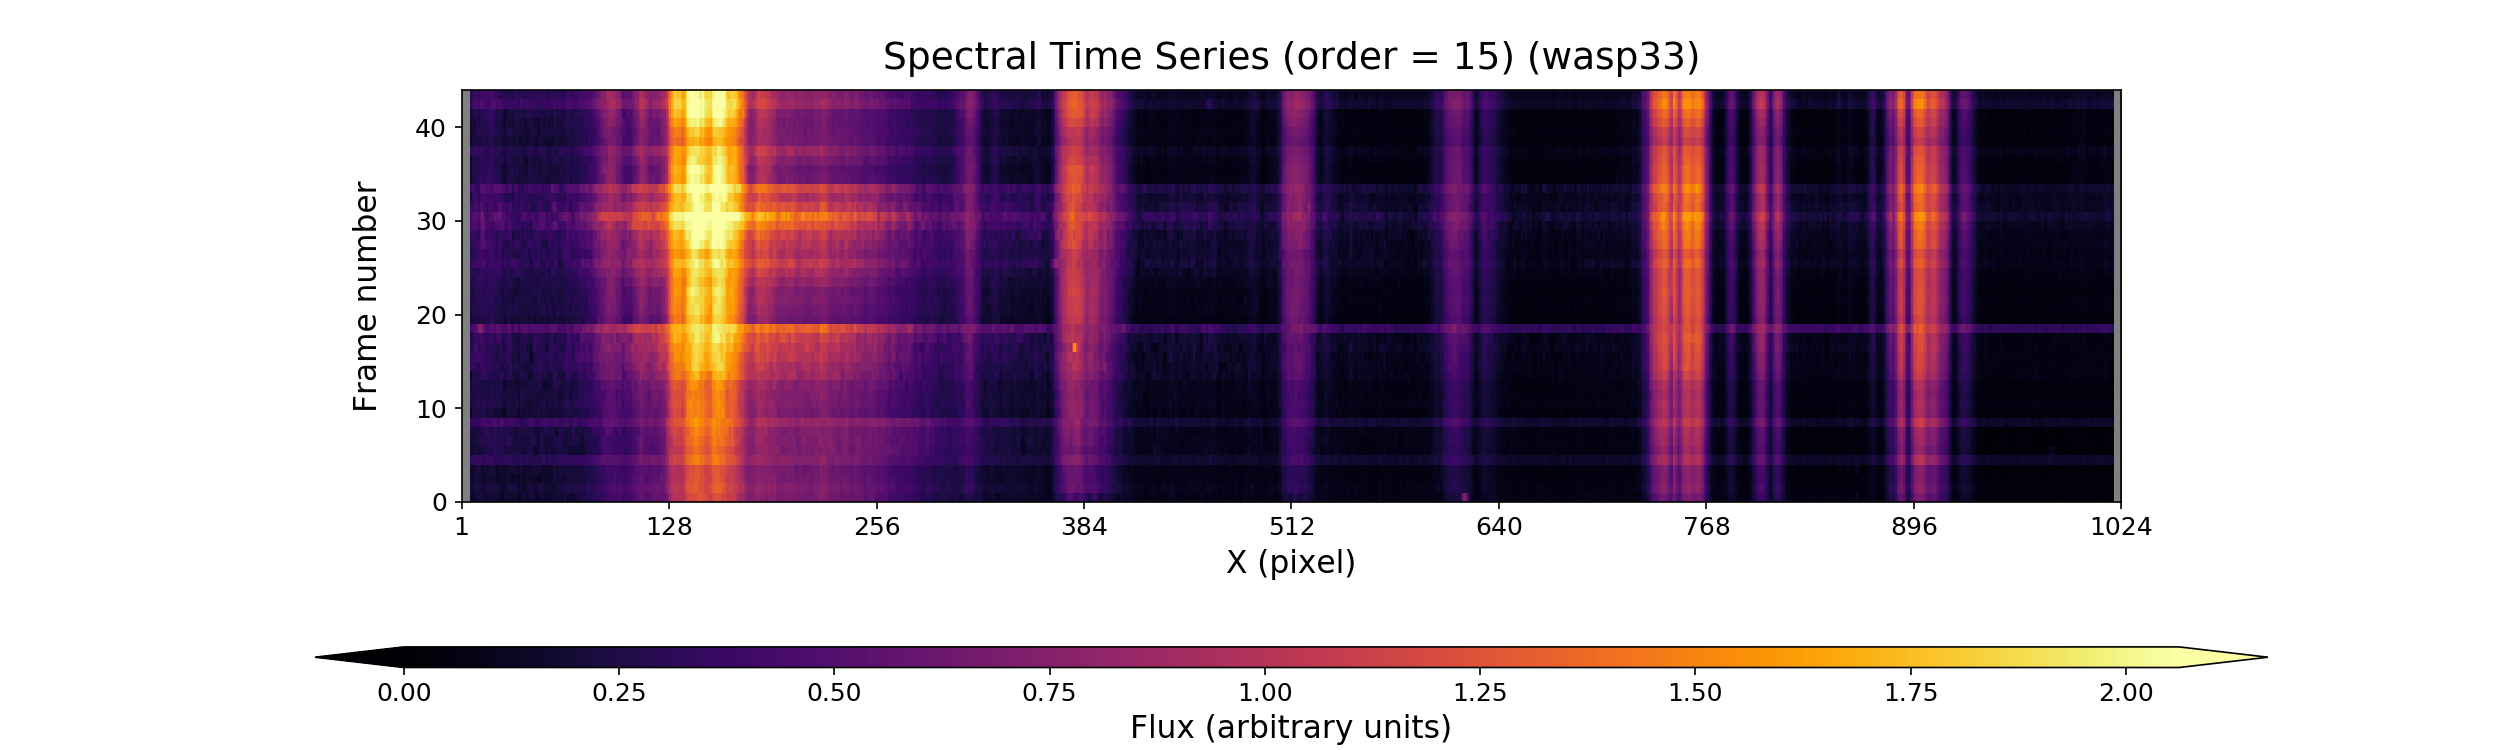 Spectral Time Series (order = 15) (wasp33)
40
30
20
10
0
Frame number
1 128 256 384 512 640 768 896 1024
X (pixel)
0.00 0.25 0.50 0.75 1.00 1.25 1.50 1.75 2.00
Flux (arbitrary units)